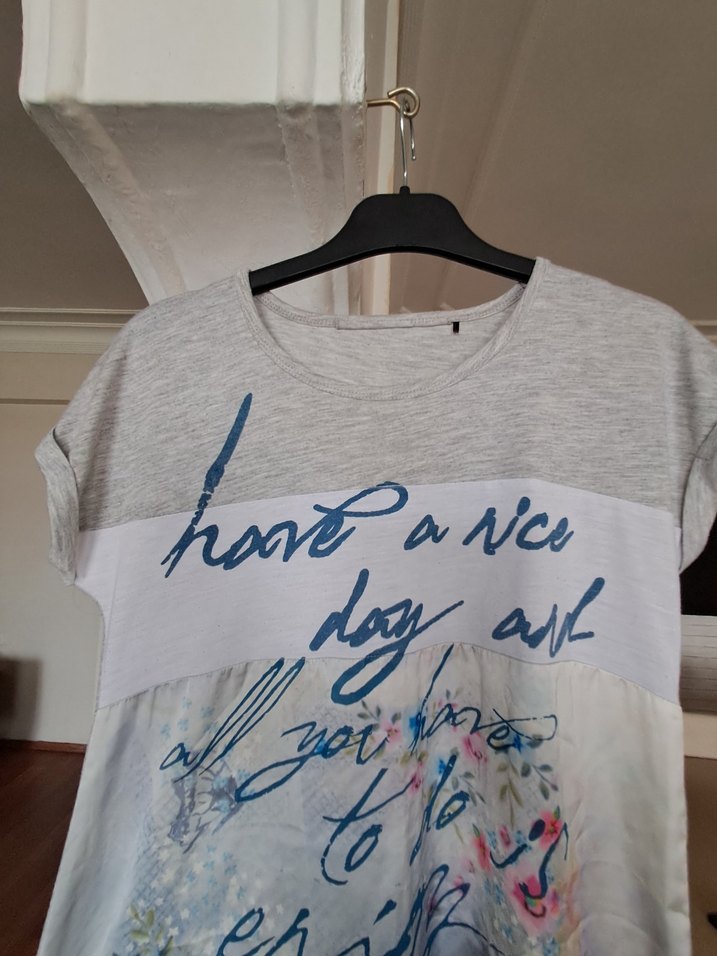 have a nice
day and
all you have
to do is